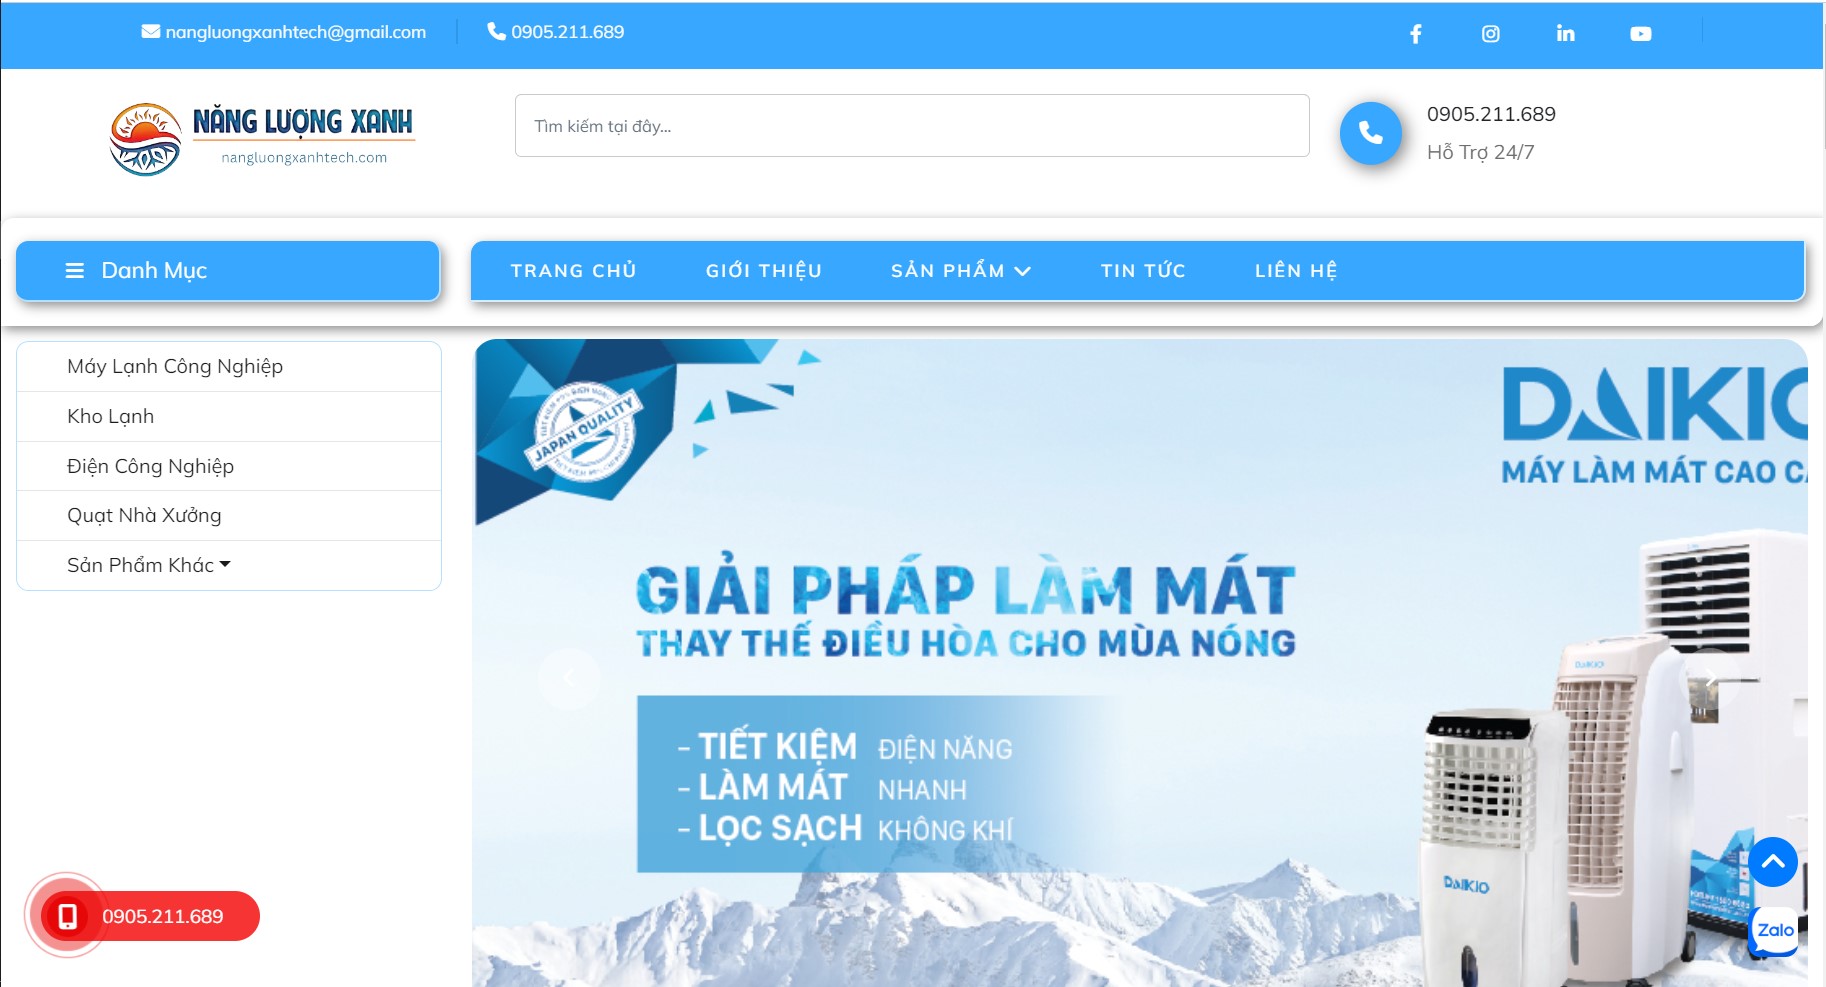 nangluongxanhtech@gmail.com
0905.211.689
NĂNG LƯỢNG XANH
nangluongxanhtech.com
Tìm kiếm tại đây...
0905.211.689
Hỗ Trợ 24/7
Danh Mục
TRANG CHỦ
GIỚI THIỆU
SẢN PHẨM
TIN TỨC
LIÊN HỆ
Máy Lạnh Công Nghiệp
Kho Lạnh
Điện Công Nghiệp
Quạt Nhà Xưởng
Sản Phẩm Khác
JAPAN QUALITY
DAIKIO
MÁY LÀM MÁT CAO
GIẢI PHÁP LÀM MÁT
THAY THẾ ĐIỀU HÒA CHO MÙA NÓNG
- TIẾT KIỆM ĐIỆN NĂNG
- LÀM MÁT NHANH
- LỌC SẠCH KHÔNG KHÍ
DAIKIO
DAIKIO
0905.211.689
Zalo